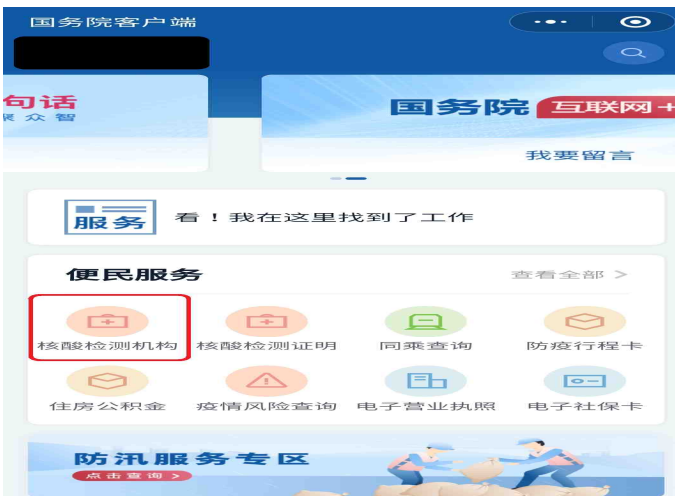 国务院客户端
句话
聚众智
国务院 互联网+
我要留言
服务 看！我在这里找到了工作
便民服务 查看全部 >
核酸检测机构 核酸检测证明 同乘查询 防疫行程卡
住房公积金 疫情风险查询 电子营业执照 电子社保卡
防汛服务专区
点击查询 >